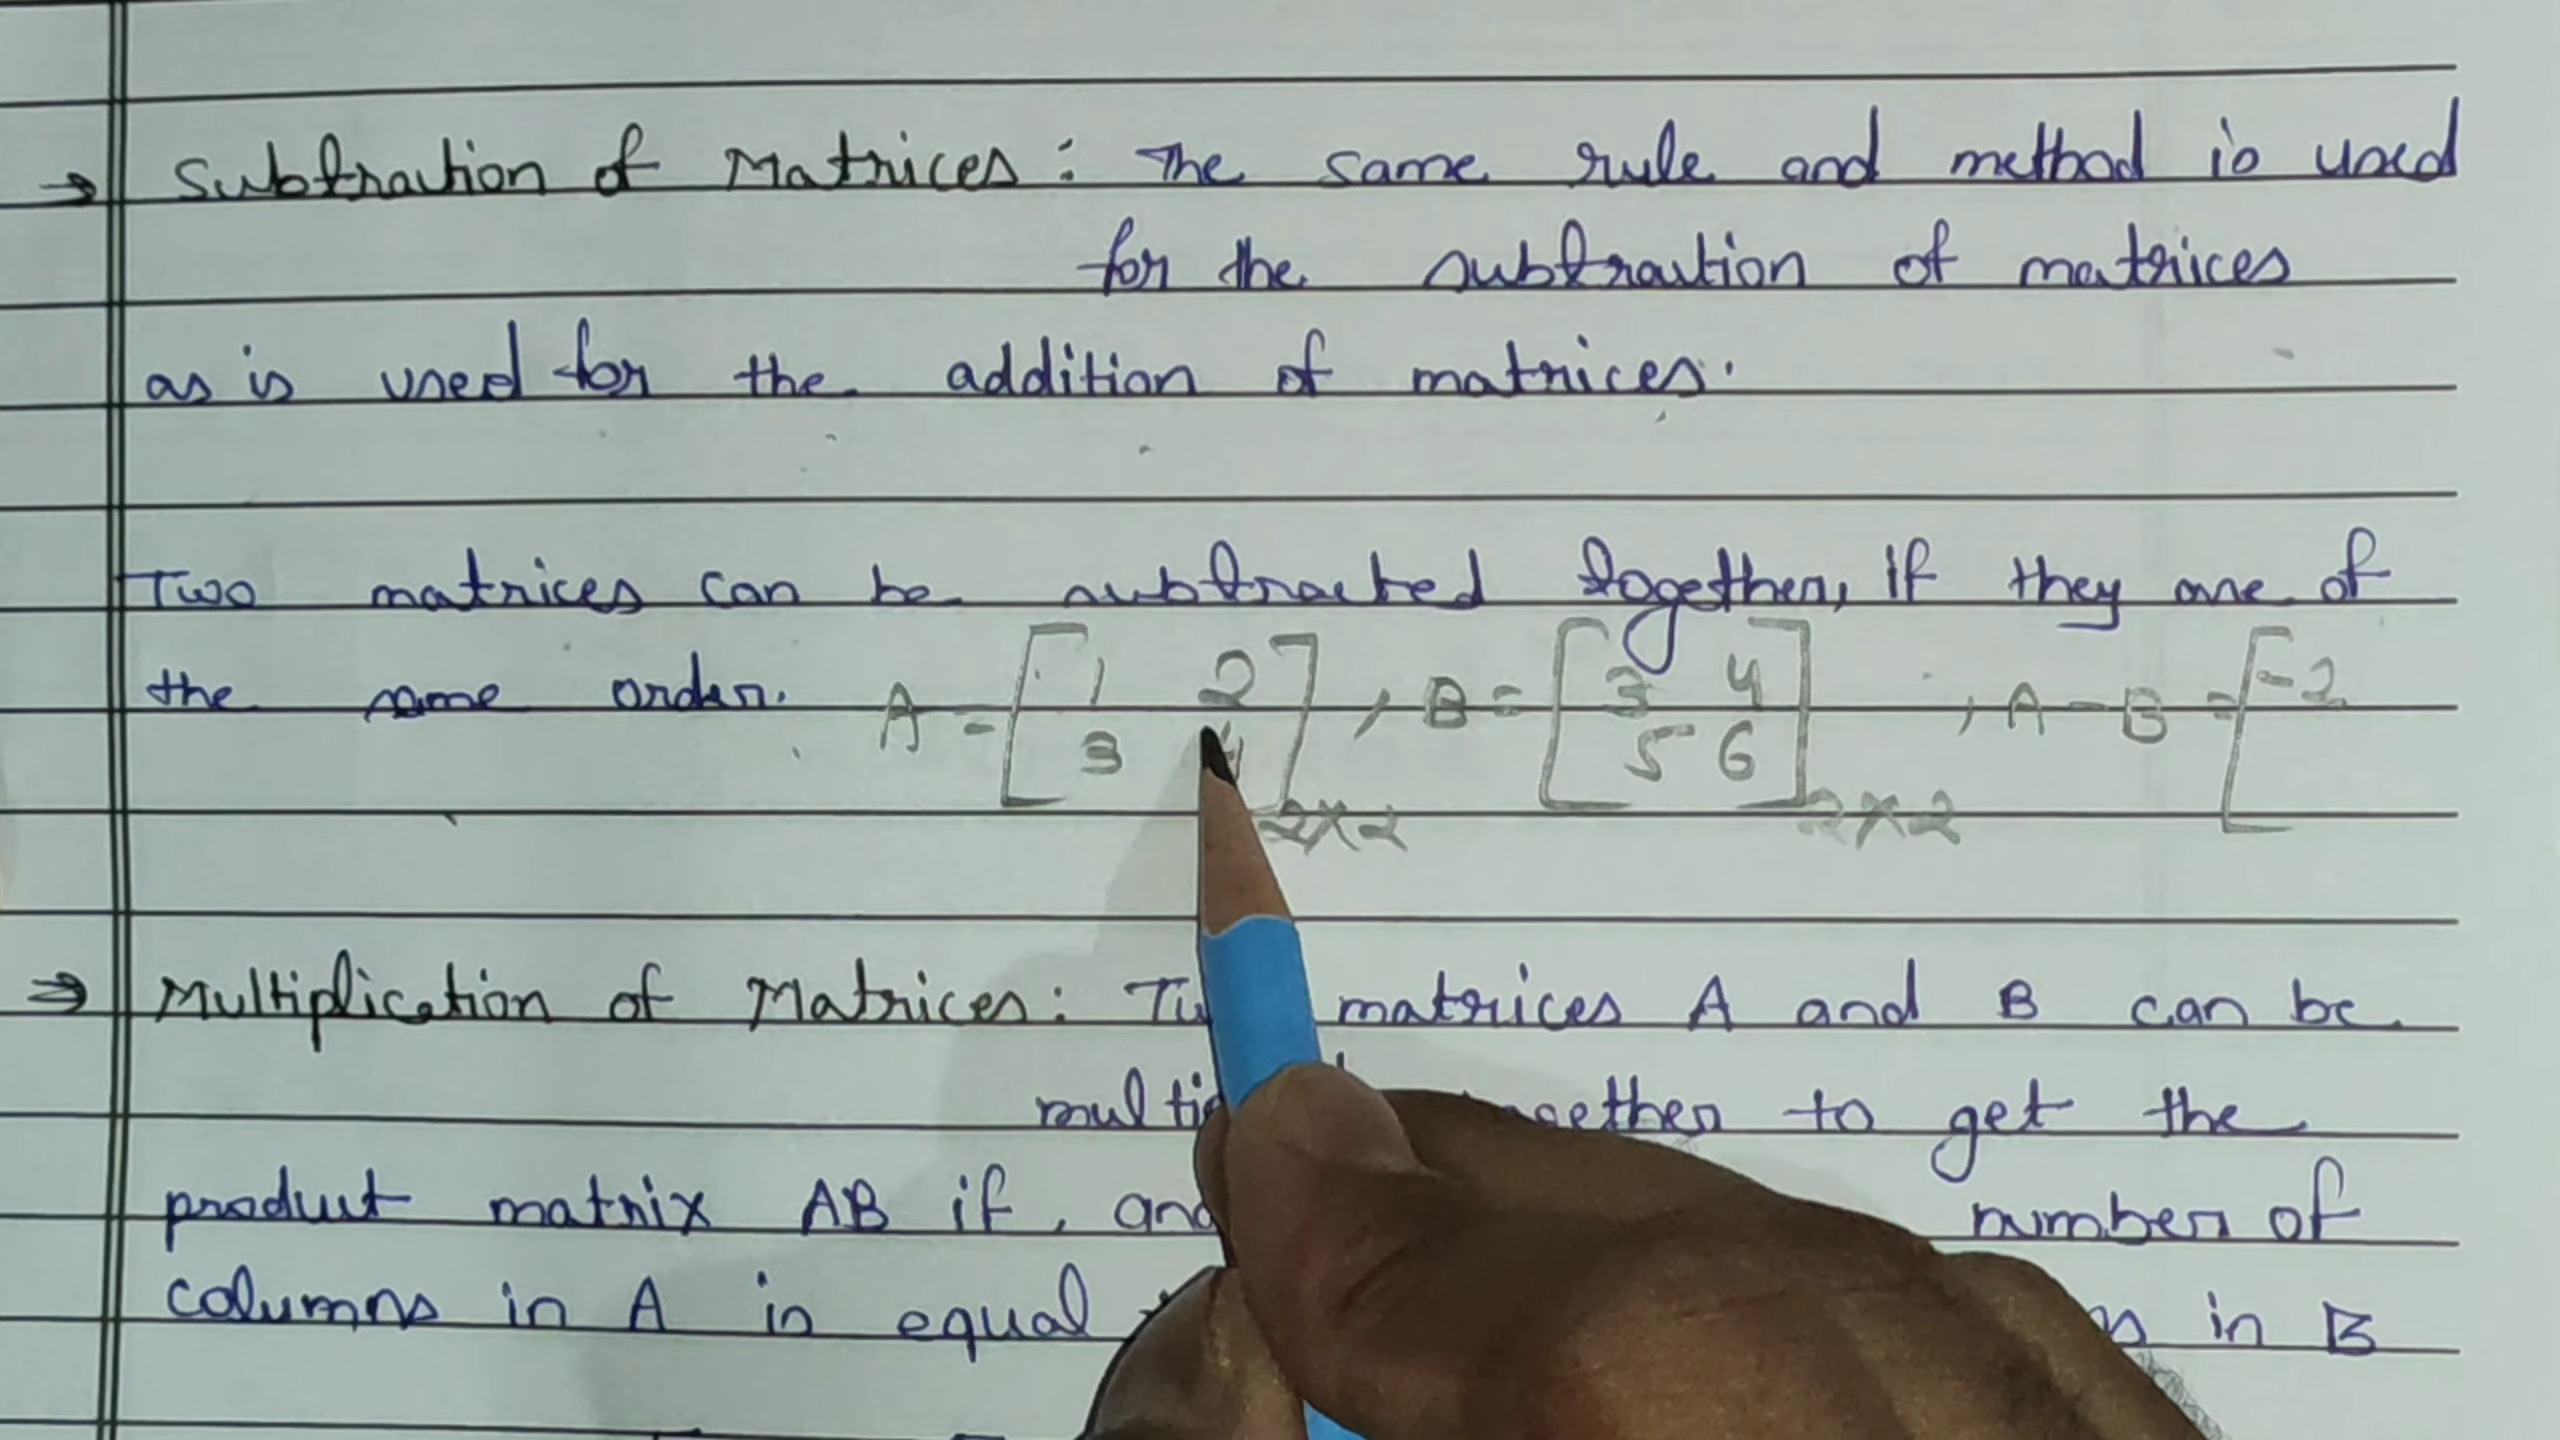 → Subtraction of Matrices: The same rule and method is used
for the subtraction of matrices
as is used for the addition of matrices.
Two matrices can be subtracted together, if they are of
the same order. A = [1 2 , B = [3 4 , A - B = [-2
3 4] 2×2 5 6] 2×2
→ Multiplication of Matrices: matrices A and B can be
to get the
product matrix AB if, and number of
columns in A is equal in B